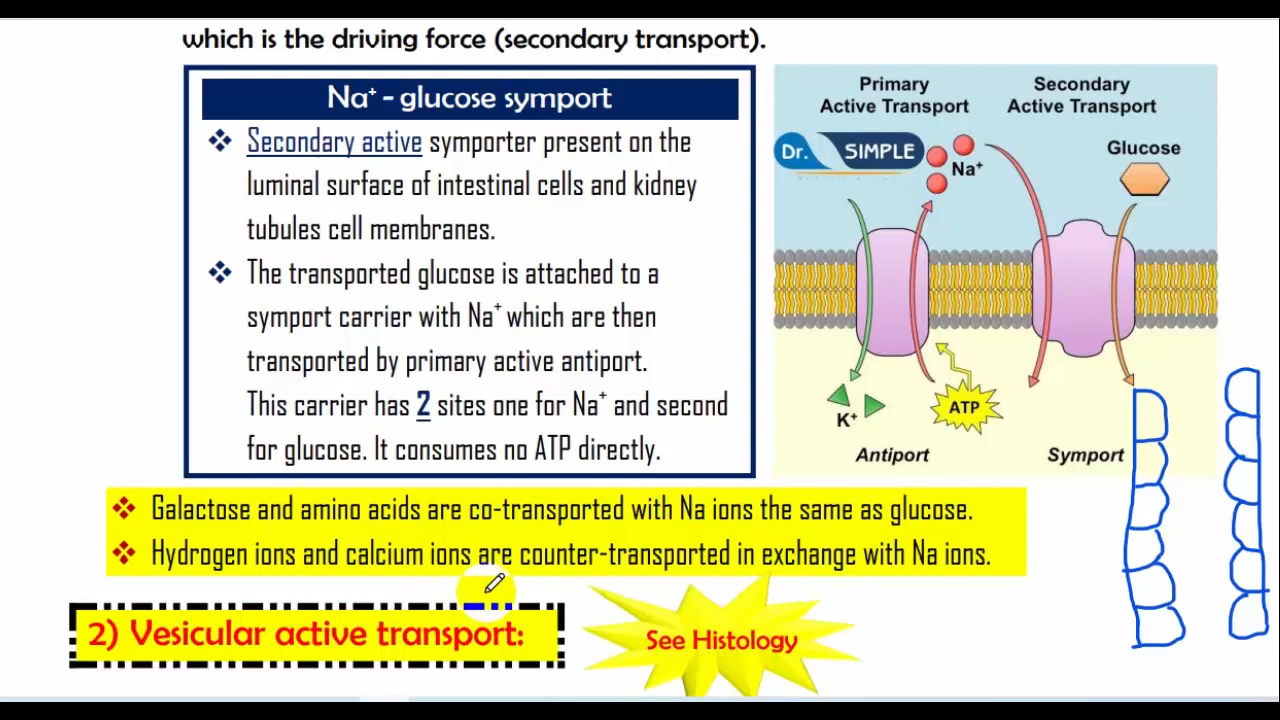 which is the driving force (secondary transport).
Na⁺ - glucose symport
❖ Secondary active symporter present on the
luminal surface of intestinal cells and kidney
tubules cell membranes.
❖ The transported glucose is attached to a
symport carrier with Na⁺ which are then
transported by primary active antiport.
This carrier has 2 sites one for Na⁺ and second
for glucose. It consumes no ATP directly.
Primary
Active Transport
Secondary
Active Transport
Dr. SIMPLE
Na⁺
Glucose
K⁺
ATP
Antiport
Symport
❖ Galactose and amino acids are co-transported with Na ions the same as glucose.
❖ Hydrogen ions and calcium ions are counter-transported in exchange with Na ions.
2) Vesicular active transport:
See Histology